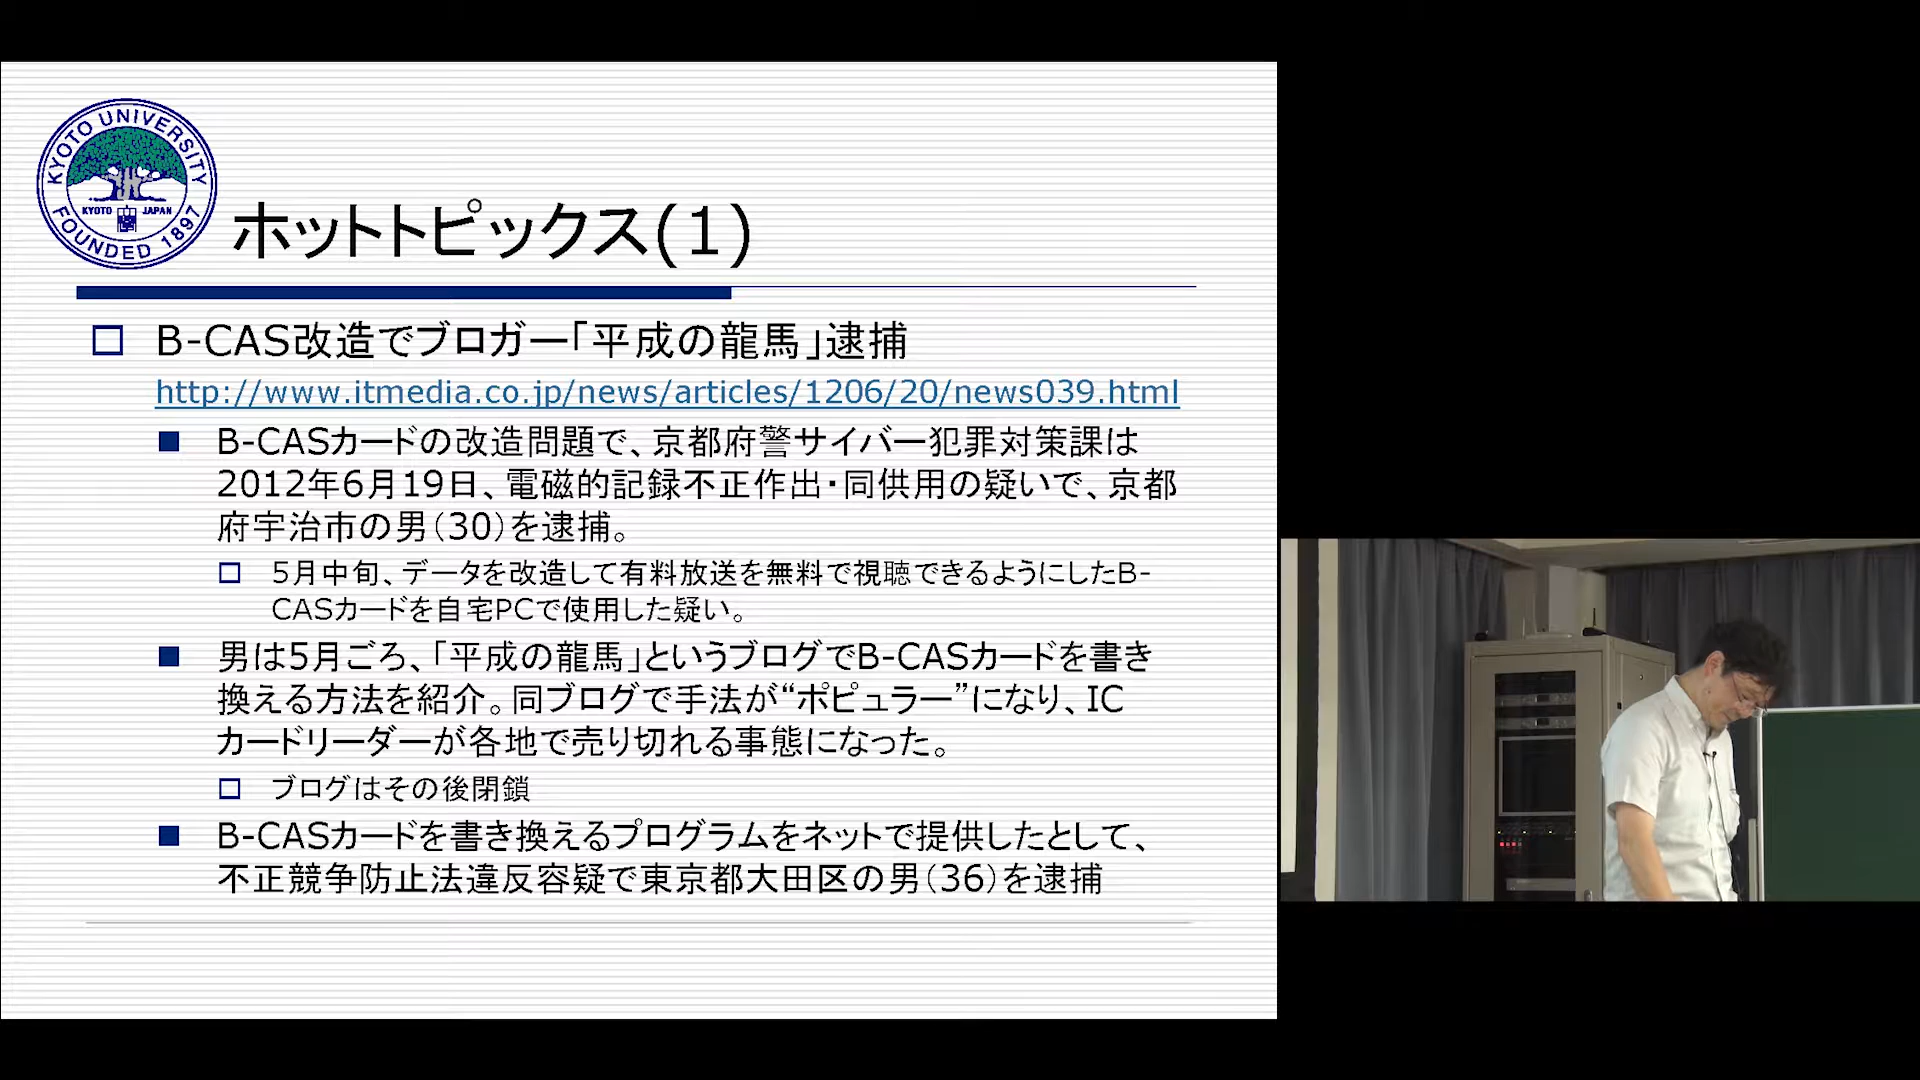 KYOTO UNIVERSITY
KYOTO JAPAN
FOUNDED 1897
ホットトピックス(1)
B-CAS改造でブロガー「平成の龍馬」逮捕
http://www.itmedia.co.jp/news/articles/1206/20/news039.html
B-CASカードの改造問題で、京都府警サイバー犯罪対策課は
2012年6月19日、電磁的記録不正作出・同供用の疑いで、京都
府宇治市の男（30）を逮捕。
5月中旬、データを改造して有料放送を無料で視聴できるようにしたB-
CASカードを自宅PCで使用した疑い。
男は5月ごろ、「平成の龍馬」というブログでB-CASカードを書き
換える方法を紹介。同ブログで手法が“ポピュラー”になり、IC
カードリーダーが各地で売り切れる事態になった。
ブログはその後閉鎖
B-CASカードを書き換えるプログラムをネットで提供したとして、
不正競争防止法違反容疑で東京都大田区の男（36）を逮捕